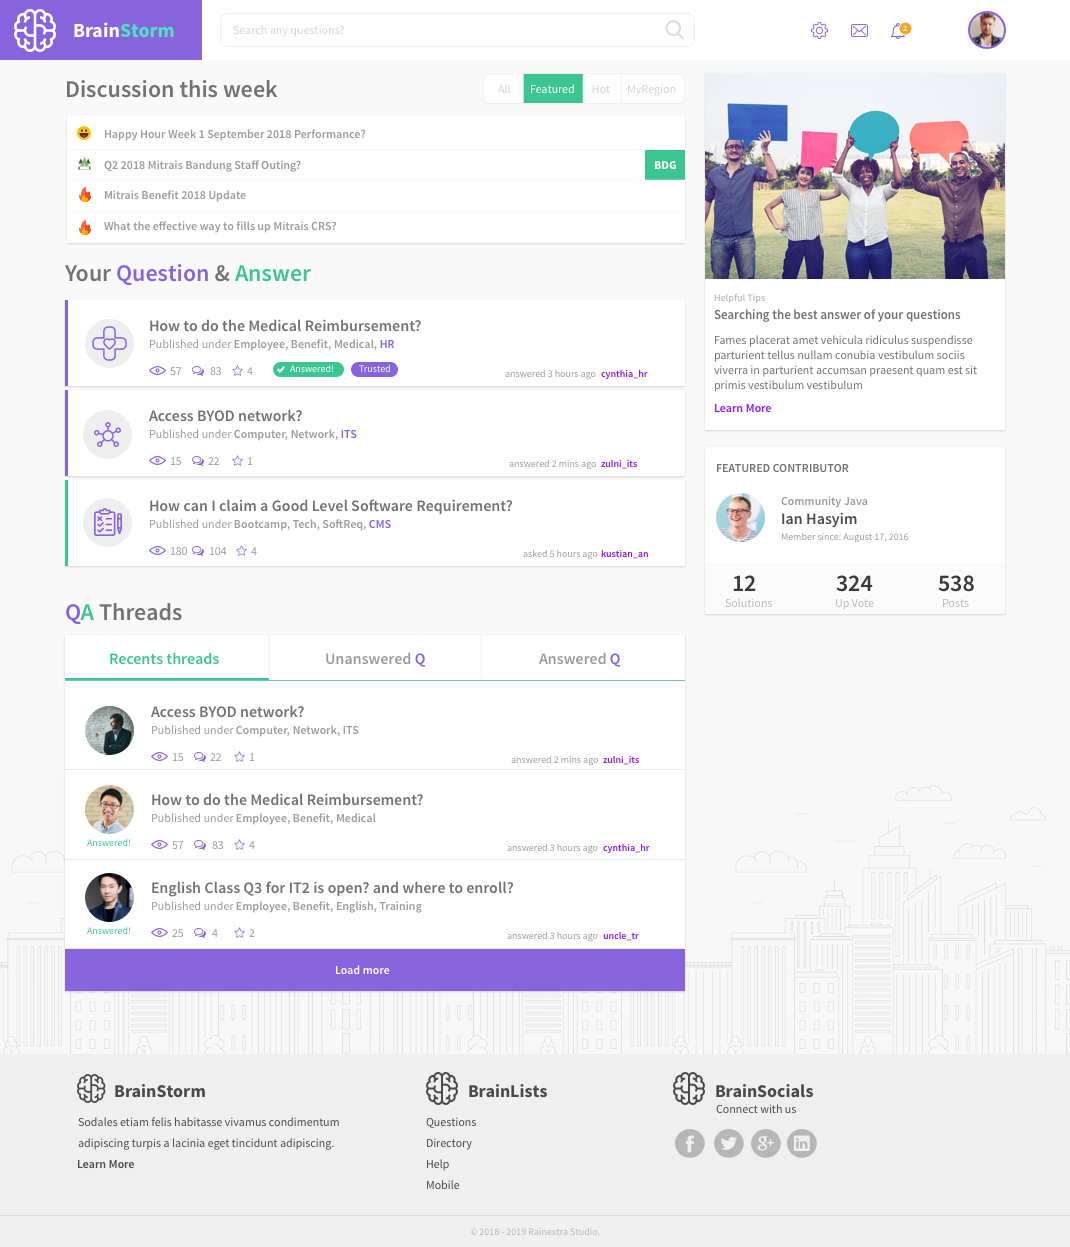 BrainStorm
Search any questions?
2
Discussion this week
All
Featured
Hot
MyRegion
Happy Hour Week 1 September 2018 Performance?
Q2 2018 Mitrais Bandung Staff Outing?
BDG
Mitrais Benefit 2018 Update
What the effective way to fills up Mitrais CRS?
Your Question & Answer
How to do the Medical Reimbursement?
Published under Employee, Benefit, Medical, HR
57 83 4 Answered! Trusted
answered 3 hours ago cynthia_hr
Access BYOD network?
Published under Computer, Network, ITS
15 22 1
answered 2 mins ago zulni_its
How can I claim a Good Level Software Requirement?
Published under Bootcamp, Tech, SoftReq, CMS
180 104 4
asked 5 hours ago kustian_an
QA Threads
Recents threads
Unanswered Q
Answered Q
Access BYOD network?
Published under Computer, Network, ITS
15 22 1
answered 2 mins ago zulni_its
How to do the Medical Reimbursement?
Published under Employee, Benefit, Medical
Answered!
57 83 4
answered 3 hours ago cynthia_hr
English Class Q3 for IT2 is open? and where to enroll?
Published under Employee, Benefit, English, Training
Answered!
25 4 2
answered 3 hours ago uncle_tr
Load more
Helpful Tips
Searching the best answer of your questions
Fames placerat amet vehicula ridiculus suspendisse
parturient tellus nullam conubia vestibulum sociis
viverra in parturient accumsan praesent quam est sit
primis vestibulum vestibulum
Learn More
FEATURED CONTRIBUTOR
Community Java
Ian Hasyim
Member since: August 17, 2016
12
Solutions
324
Up Vote
538
Posts
BrainStorm
Sodales etiam felis habitasse vivamus condimentum
adipiscing turpis a lacinia eget tincidunt adipiscing.
Learn More
BrainLists
Questions
Directory
Help
Mobile
BrainSocials
Connect with us
f
g+
in
© 2018 - 2019 Rainextra Studio.